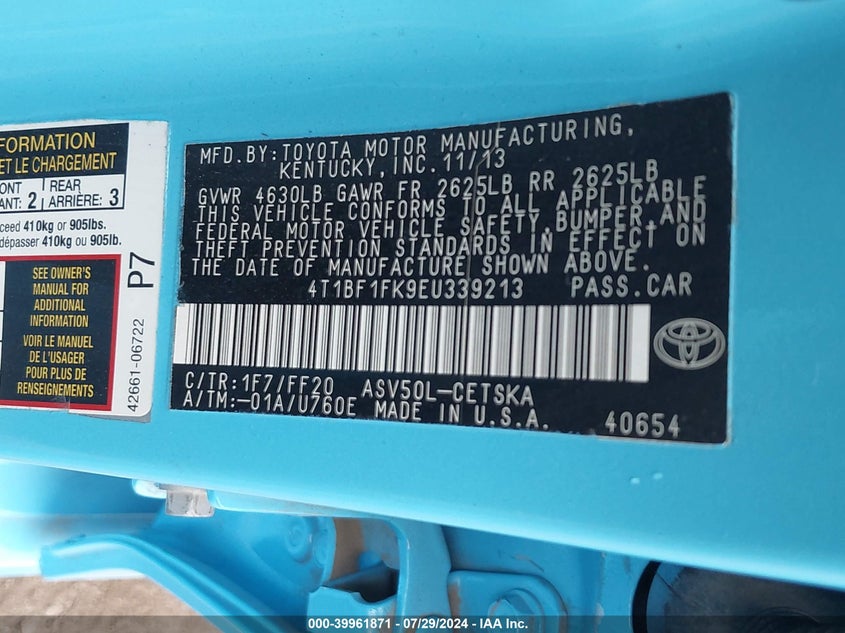 FORMATION
ET LE CHARGEMENT
ONT
ANT: 2
REAR
ARRIÈRE: 3
ceed 410kg or 905lbs.
dépasser 410kg ou 905lb.
SEE OWNER'S
MANUAL FOR
ADDITIONAL
INFORMATION
VOIR LE MANUEL
DE L'USAGER
POUR PLUS DE
RENSEIGNEMENTS
P7
42661-06722
MFD.BY:TOYOTA MOTOR MANUFACTURING,
KENTUCKY,INC.11/13
GVWR 4630LB GAWR FR 2625LB RR 2625LB
THIS VEHICLE CONFORMS TO ALL APPLICABLE
FEDERAL MOTOR VEHICLE SAFETY,BUMPER,AND
THEFT PREVENTION STANDARDS IN EFFECT ON
THE DATE OF MANUFACTURE SHOWN ABOVE.
4T1BF1FK9EU339213 PASS.CAR
C/TR:1F7/FF20 ASV50L-CETSKA
A/TM:-01A/U760E MADE IN U.S.A.
40654
000-39961871 | 07/29/2024 | IAA Inc.